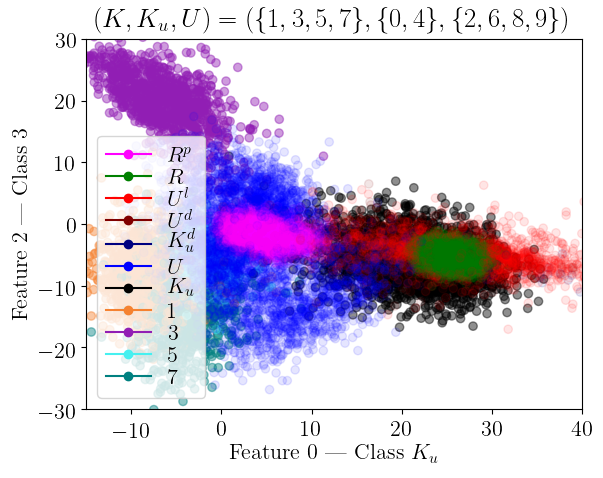 (K, K_u, U) = ({1, 3, 5, 7}, {0, 4}, {2, 6, 8, 9})
30
20
10
0
−10
−20
−30
Feature 2 — Class 3
R^p
R
U^l
U^d
K_u^d
U
K_u
1
3
5
7
−10
0
10
20
30
40
Feature 0 — Class K_u